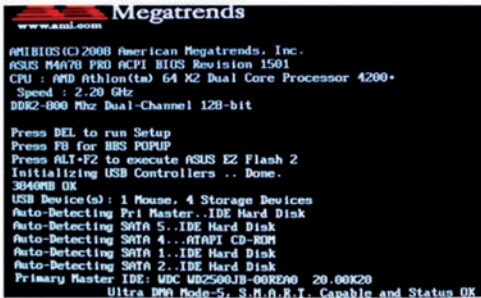 Megatrends
www.ami.com
AMIBIOS(C)2008 American Megatrends, Inc.
ASUS M4A78 PRO ACPI BIOS Revision 1501
CPU : AMD Athlon(tm) 64 X2 Dual Core Processor 4200+
Speed : 2.20 GHz
DDR2-800 Mhz Dual-Channel 128-bit
Press DEL to run Setup
Press F8 for BBS POPUP
Press ALT+F2 to execute ASUS EZ Flash 2
Initializing USB Controllers .. Done.
3840MB OK
USB Device(s): 1 Mouse, 4 Storage Devices
Auto-Detecting Pri Master..IDE Hard Disk
Auto-Detecting SATA 5..IDE Hard Disk
Auto-Detecting SATA 4...ATAPI CD-ROM
Auto-Detecting SATA 1..IDE Hard Disk
Auto-Detecting SATA 2..IDE Hard Disk
Primary Master IDE: WDC WD2500JB-00REA0 20.00K20
Ultra DMA Mode-5, S.M.A.R.T. Capable and Status OK